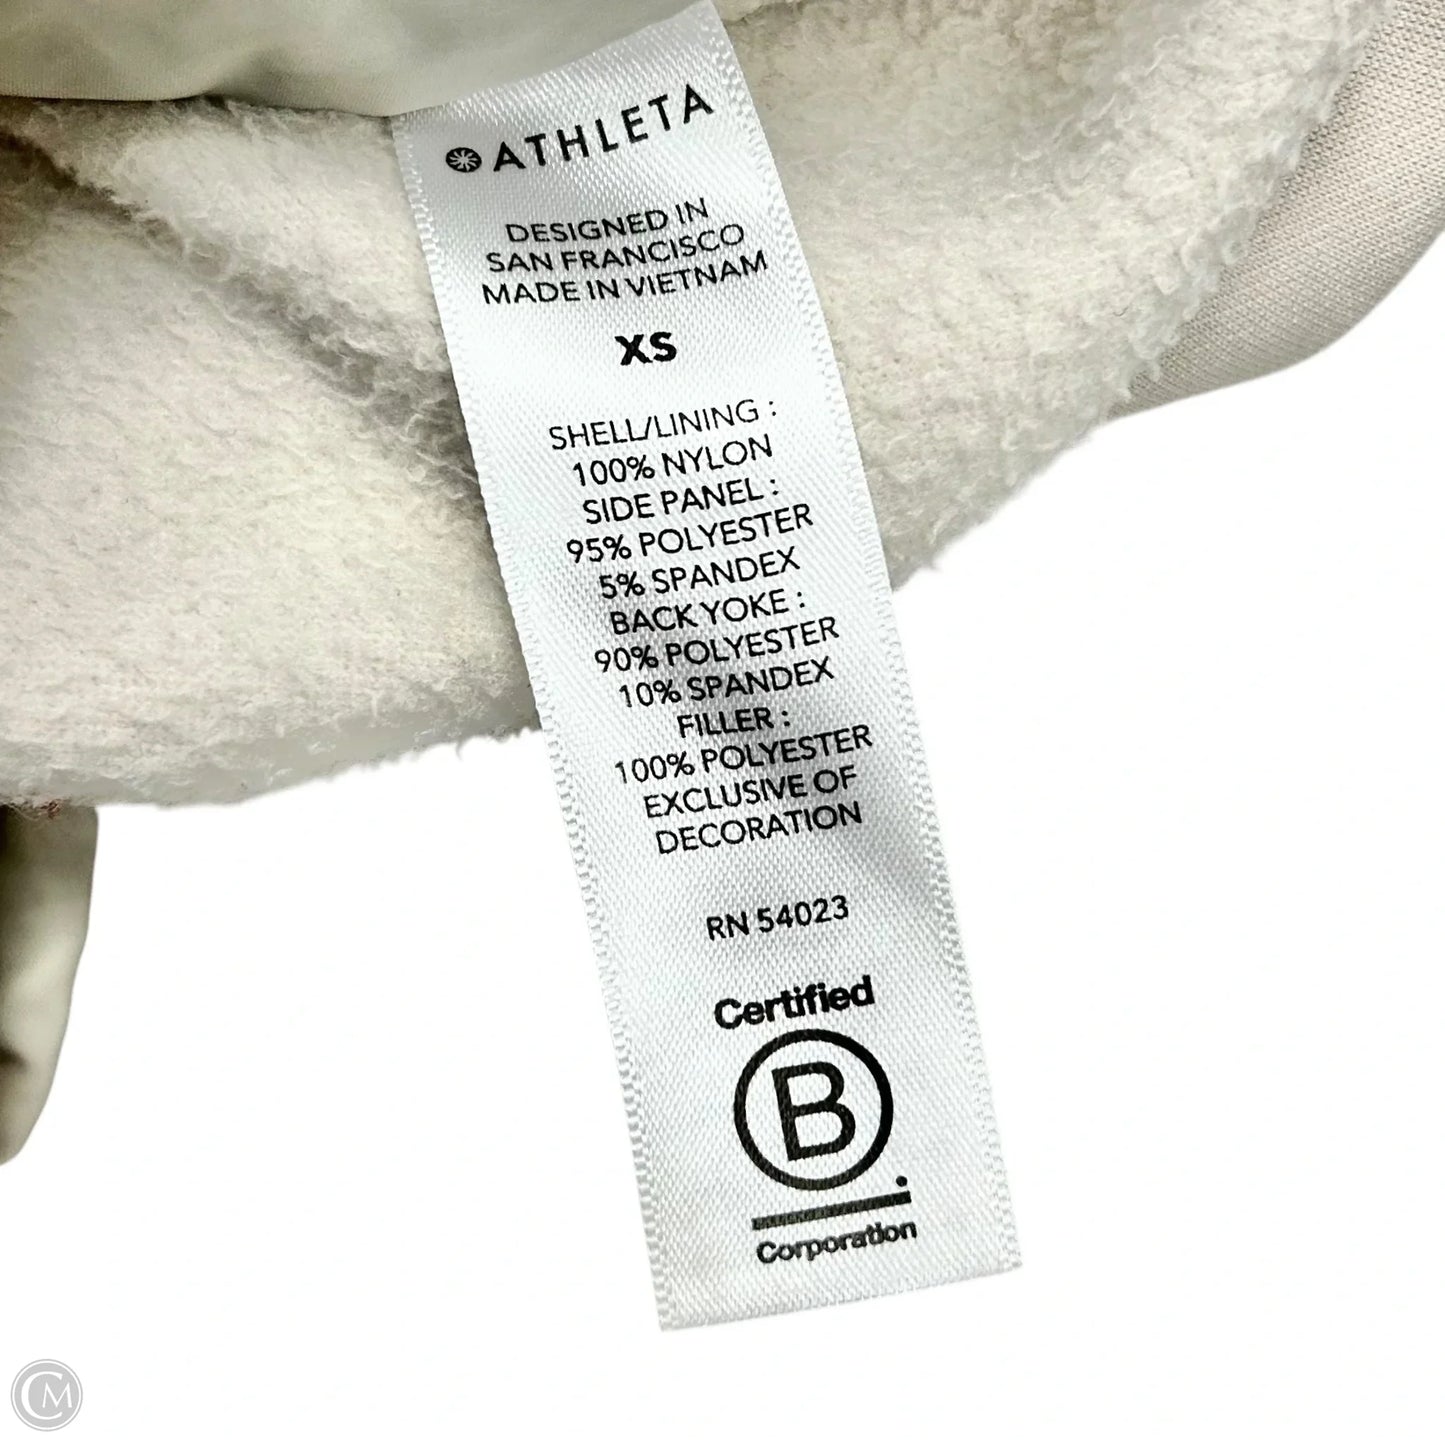 ATHLETA
DESIGNED IN
SAN FRANCISCO
MADE IN VIETNAM
XS
SHELL/LINING :
100% NYLON
SIDE PANEL :
95% POLYESTER
5% SPANDEX
BACK YOKE :
90% POLYESTER
10% SPANDEX
FILLER :
100% POLYESTER
EXCLUSIVE OF
DECORATION
RN 54023
Certified
B
Corporation
CM